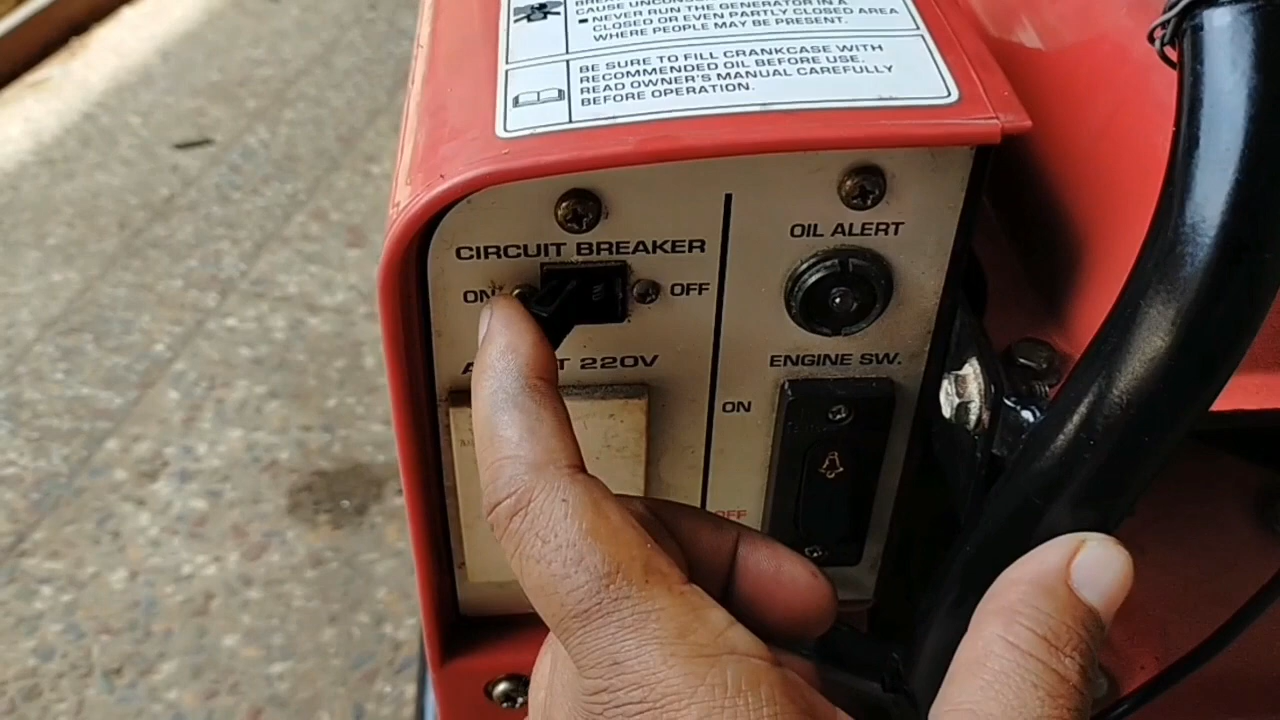 CAUSE
NEVER RUN THE GENERATOR IN A
CLOSED OR EVEN PARTLY CLOSED AREA
WHERE PEOPLE MAY BE PRESENT.
BE SURE TO FILL CRANKCASE WITH
RECOMMENDED OIL BEFORE USE.
READ OWNER'S MANUAL CAREFULLY
BEFORE OPERATION.
CIRCUIT BREAKER
ON
OFF
220V
OIL ALERT
ENGINE SW.
ON
OFF